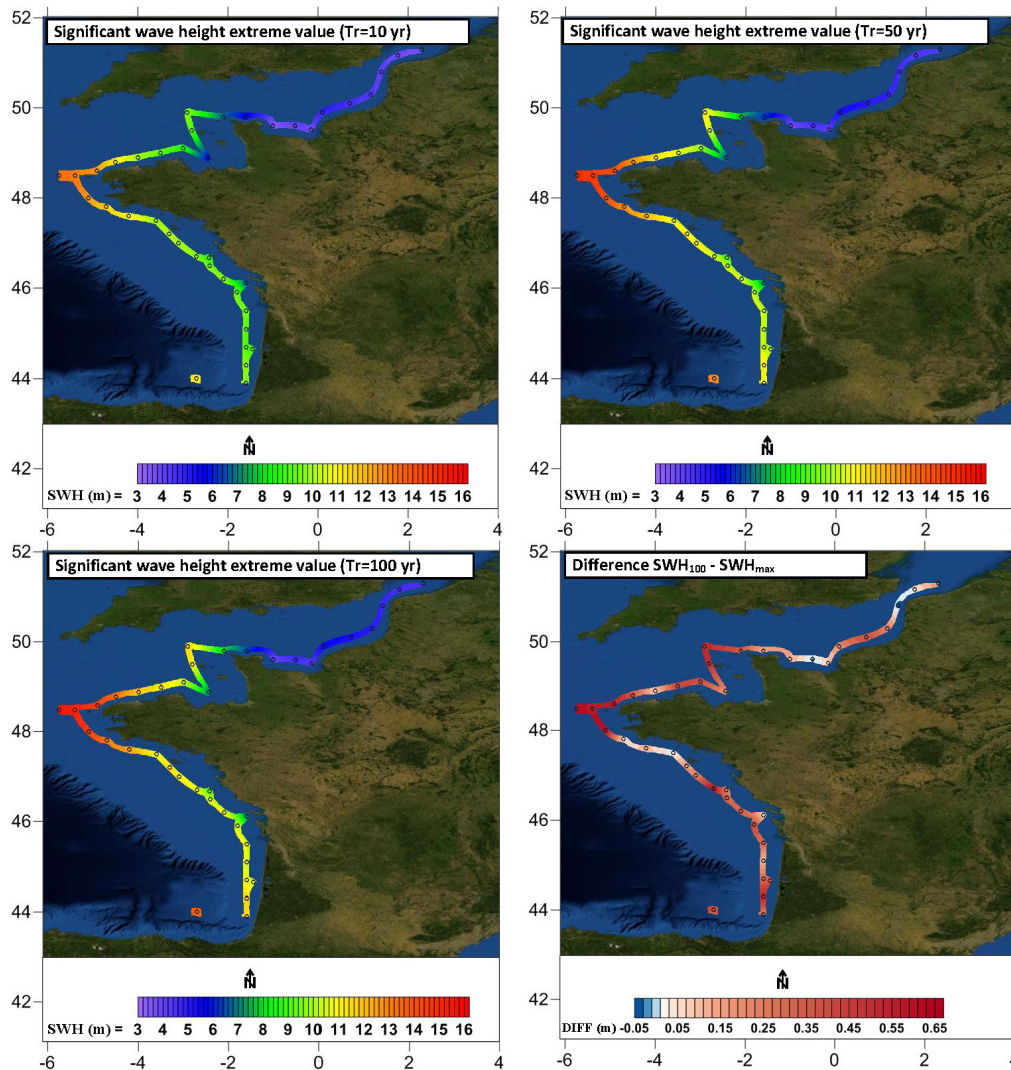 Significant wave height extreme value (Tr=10 yr)
52
50
48
46
44
42
N
SWH (m) = 3 4 5 6 7 8 9 10 11 12 13 14 15 16
-6 -4 -2 0 2 4
Significant wave height extreme value (Tr=50 yr)
52
50
48
46
44
42
N
SWH (m) = 3 4 5 6 7 8 9 10 11 12 13 14 15 16
-6 -4 -2 0 2
Significant wave height extreme value (Tr=100 yr)
52
50
48
46
44
42
N
SWH (m) = 3 4 5 6 7 8 9 10 11 12 13 14 15 16
-6 -4 -2 0 2 4
Difference SWH100 - SWHmax
52
50
48
46
44
42
N
DIFF (m) -0.05 0.05 0.15 0.25 0.35 0.45 0.55 0.65
-6 -4 -2 0 2